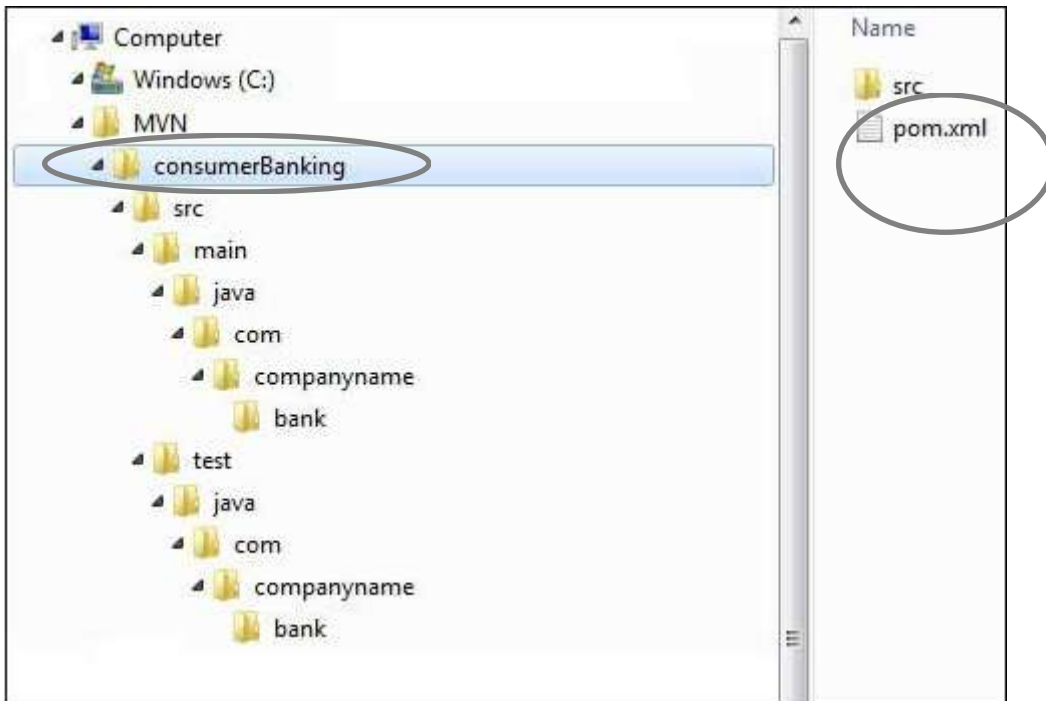 Computer
Windows (C:)
MVN
consumerBanking
src
main
java
com
companyname
bank
test
java
com
companyname
bank
Name
src
pom.xml